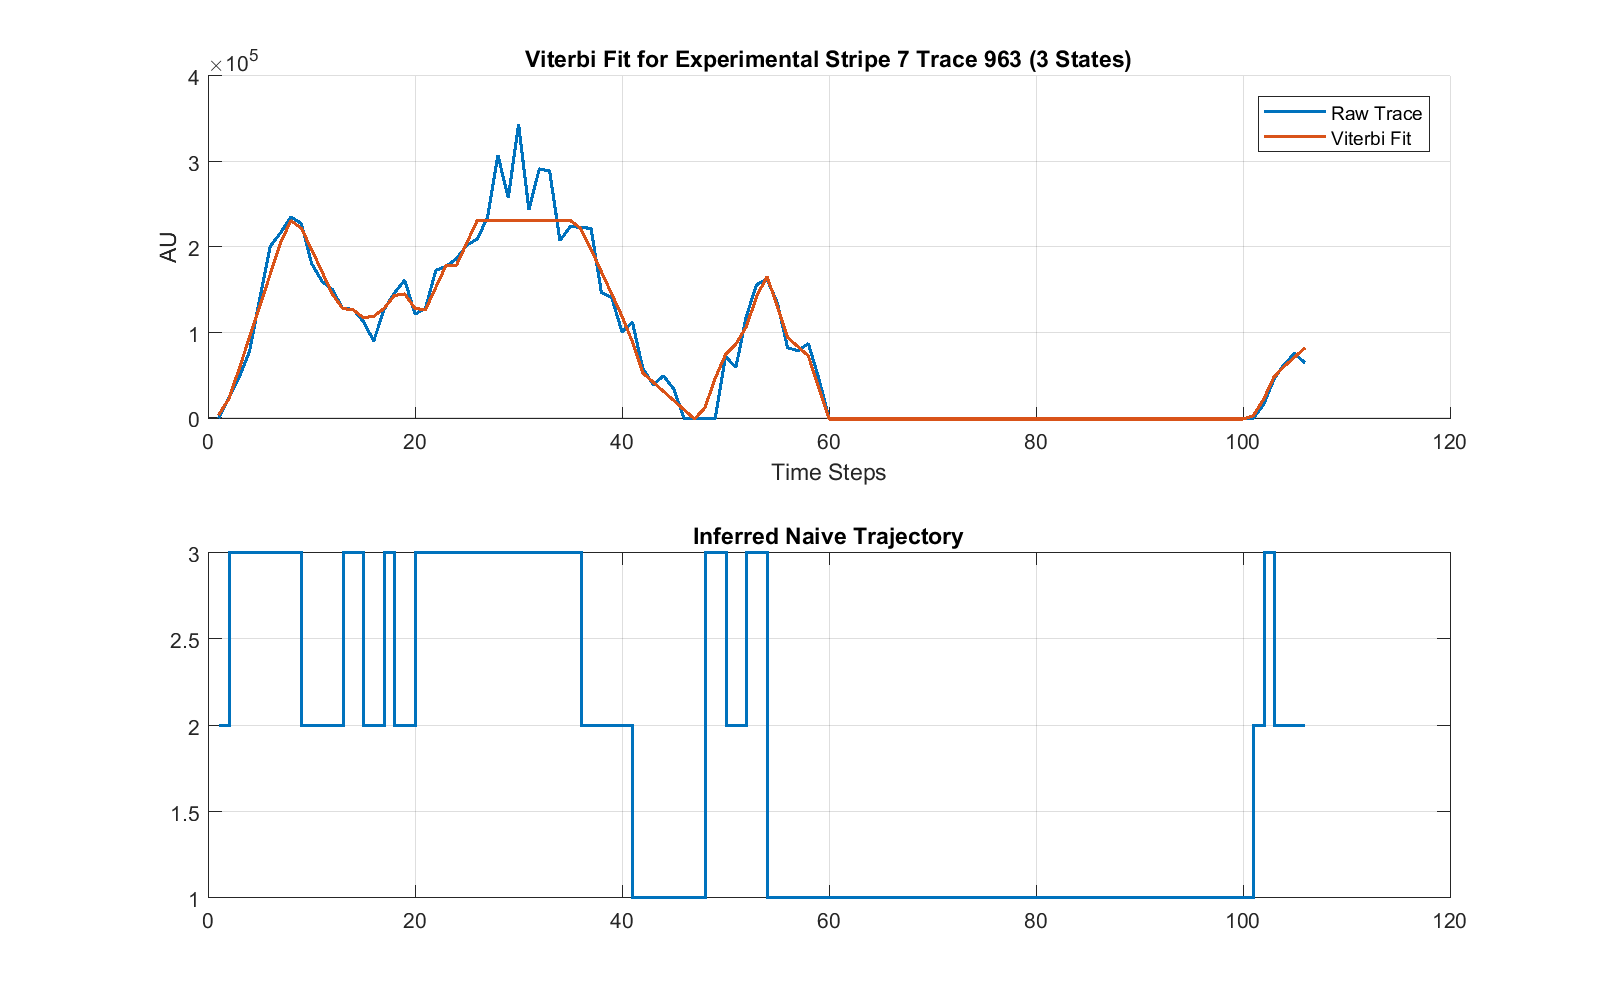 Viterbi Fit for Experimental Stripe 7 Trace 963 (3 States)
×10⁵
4
3
2
1
0
AU
Raw Trace
Viterbi Fit
0 20 40 60 80 100 120
Time Steps
Inferred Naive Trajectory
3
2.5
2
1.5
1
0 20 40 60 80 100 120